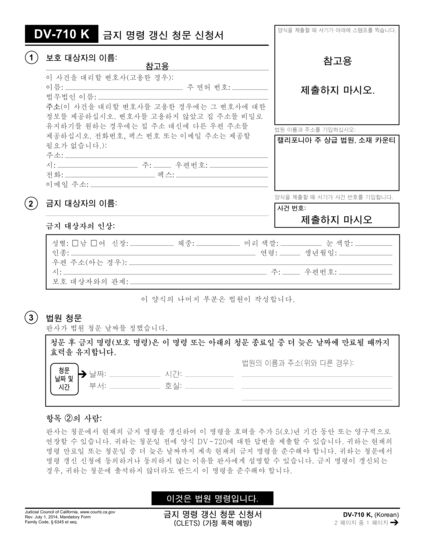 DV-710 K 금지 명령 갱신 청문 신청서
양식을 제출할 때 서기가 아래에 스탬프를 찍습니다.
참고용
제출하지 마시오.
법원 이름과 주소를 기입하십시오:
캘리포니아 주 상급 법원, 소재 카운티
양식을 제출할 때 서기가 사건 번호를 기입합니다.
사건 번호:
제출하지 마시오
1 보호 대상자의 이름:
참고용
이 사건을 대리할 변호사(고용한 경우):
이름: 주 면허 번호:
법무법인 이름:
주소(이 사건을 대리할 변호사를 고용한 경우에는 그 변호사에 대한
정보를 제공하십시오. 변호사를 고용하지 않았고 집 주소를 비밀로
유지하기를 원하는 경우에는 집 주소 대신에 다른 우편 주소를
제공하십시오. 전화번호, 팩스 번호 또는 이메일 주소는 제공할
필요가 없습니다.):
주소:
시: 주: 우편번호:
전화: 팩스:
이메일 주소:
2 금지 대상자의 이름:
금지 대상자의 인상:
성별: 남 여 신장: 체중: 머리 색깔: 눈 색깔:
인종: 연령: 생년월일:
우편 주소(아는 경우):
시: 주: 우편번호:
보호 대상자와의 관계:
이 양식의 나머지 부분은 법원이 작성합니다.
3 법원 청문
판사가 법원 청문 날짜를 정했습니다.
청문 후 금지 명령(보호 명령)은 이 명령 또는 아래의 청문 종료일 중 더 늦은 날짜에 만료될 때까지
효력을 유지합니다.
법원의 이름과 주소(위와 다른 경우):
청문
날짜 및
시간
날짜: 시간:
부서: 호실:
항목 ②의 사람:
판사는 청문에서 현재의 금지 명령을 갱신하여 이 명령의 효력을 추가 5(오)년 기간 동안 또는 영구적으로
연장할 수 있습니다. 귀하는 청문일 전에 양식 DV-720에 대한 답변을 제출할 수 있습니다. 귀하는 현재의
명령 만료일 또는 청문일 중 더 늦은 날짜까지 계속 현재의 금지 명령을 준수해야 합니다. 귀하는 청문에서
명령 갱신 신청에 동의하거나 동의하지 않는 이유를 판사에게 설명할 수 있습니다. 금지 명령이 갱신되는
경우, 귀하는 청문에 출석하지 않더라도 반드시 이 명령을 준수해야 합니다.
이것은 법원 명령입니다.
Judicial Council of California, www.courts.ca.gov
Rev. July 1, 2014, Mandatory Form
Family Code, § 6345 et seq.
금지 명령 갱신 청문 신청서
(CLETS) (가정 폭력 예방)
DV-710 K, (Korean)
2 페이지 중 1 페이지